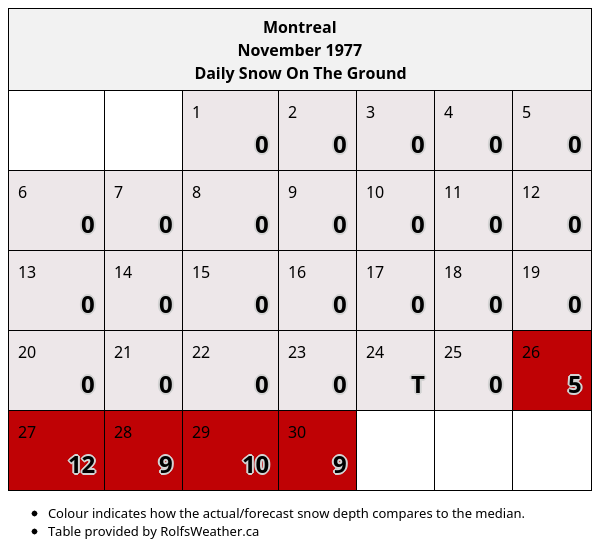 Montreal
November 1977
Daily Snow On The Ground
1 2 3 4 5
0 0 0 0 0
6 7 8 9 10 11 12
0 0 0 0 0 0 0
13 14 15 16 17 18 19
0 0 0 0 0 0 0
20 21 22 23 24 25 26
0 0 0 0 T 0 5
27 28 29 30
12 9 10 9
• Colour indicates how the actual/forecast snow depth compares to the median.
• Table provided by RolfsWeather.ca